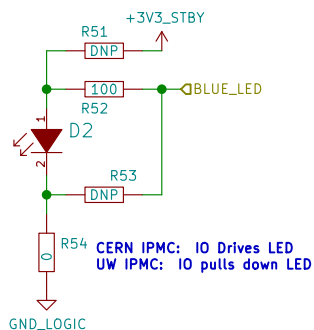 +3V3_STBY
R51
DNP
100
BLUE_LED
R52
1
D2
2
R53
DNP
R54
0
CERN IPMC: IO Drives LED
UW IPMC: IO pulls down LED
GND_LOGIC